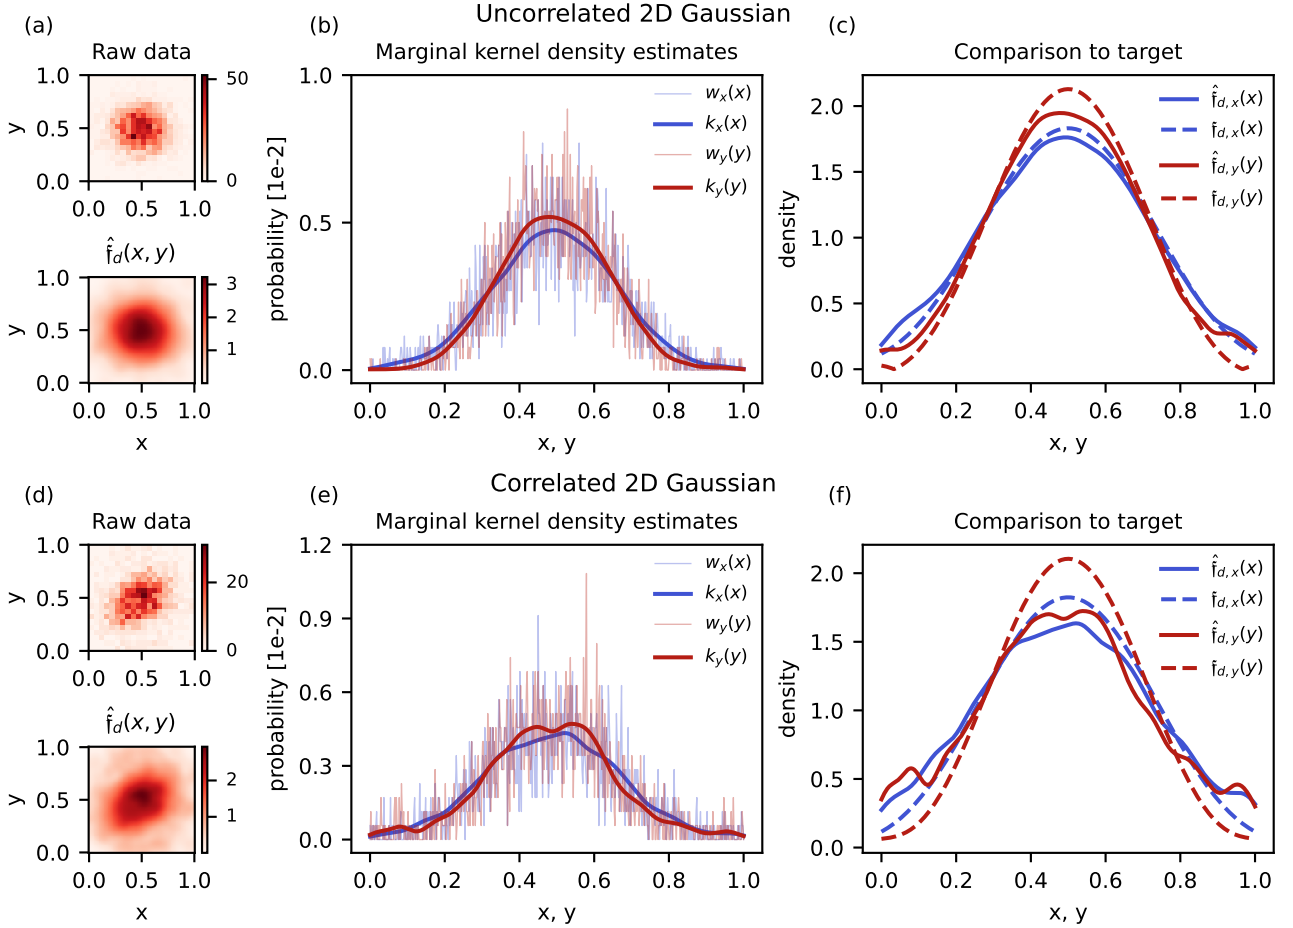 Uncorrelated 2D Gaussian
(a)
Raw data
1.0
0.5
0.0
y
0.0 0.5 1.0
50
0
f̂_d(x, y)
1.0
0.5
0.0
y
0.0 0.5 1.0
x
3
2
1
(b)
Marginal kernel density estimates
probability [1e-2]
1.0
0.5
0.0
w_x(x)
k_x(x)
w_y(y)
k_y(y)
0.0 0.2 0.4 0.6 0.8 1.0
x, y
(c)
Comparison to target
density
2.0
1.5
1.0
0.5
0.0
f̂_{d,x}(x)
f_{d,x}(x)
f̂_{d,y}(y)
f_{d,y}(y)
0.0 0.2 0.4 0.6 0.8 1.0
x, y
Correlated 2D Gaussian
(d)
Raw data
1.0
0.5
0.0
y
0.0 0.5 1.0
20
0
f̂_d(x, y)
1.0
0.5
0.0
y
0.0 0.5 1.0
x
2
1
(e)
Marginal kernel density estimates
probability [1e-2]
1.2
0.9
0.6
0.3
0.0
w_x(x)
k_x(x)
w_y(y)
k_y(y)
0.0 0.2 0.4 0.6 0.8 1.0
x, y
(f)
Comparison to target
density
2.0
1.5
1.0
0.5
0.0
f̂_{d,x}(x)
f_{d,x}(x)
f̂_{d,y}(y)
f_{d,y}(y)
0.0 0.2 0.4 0.6 0.8 1.0
x, y